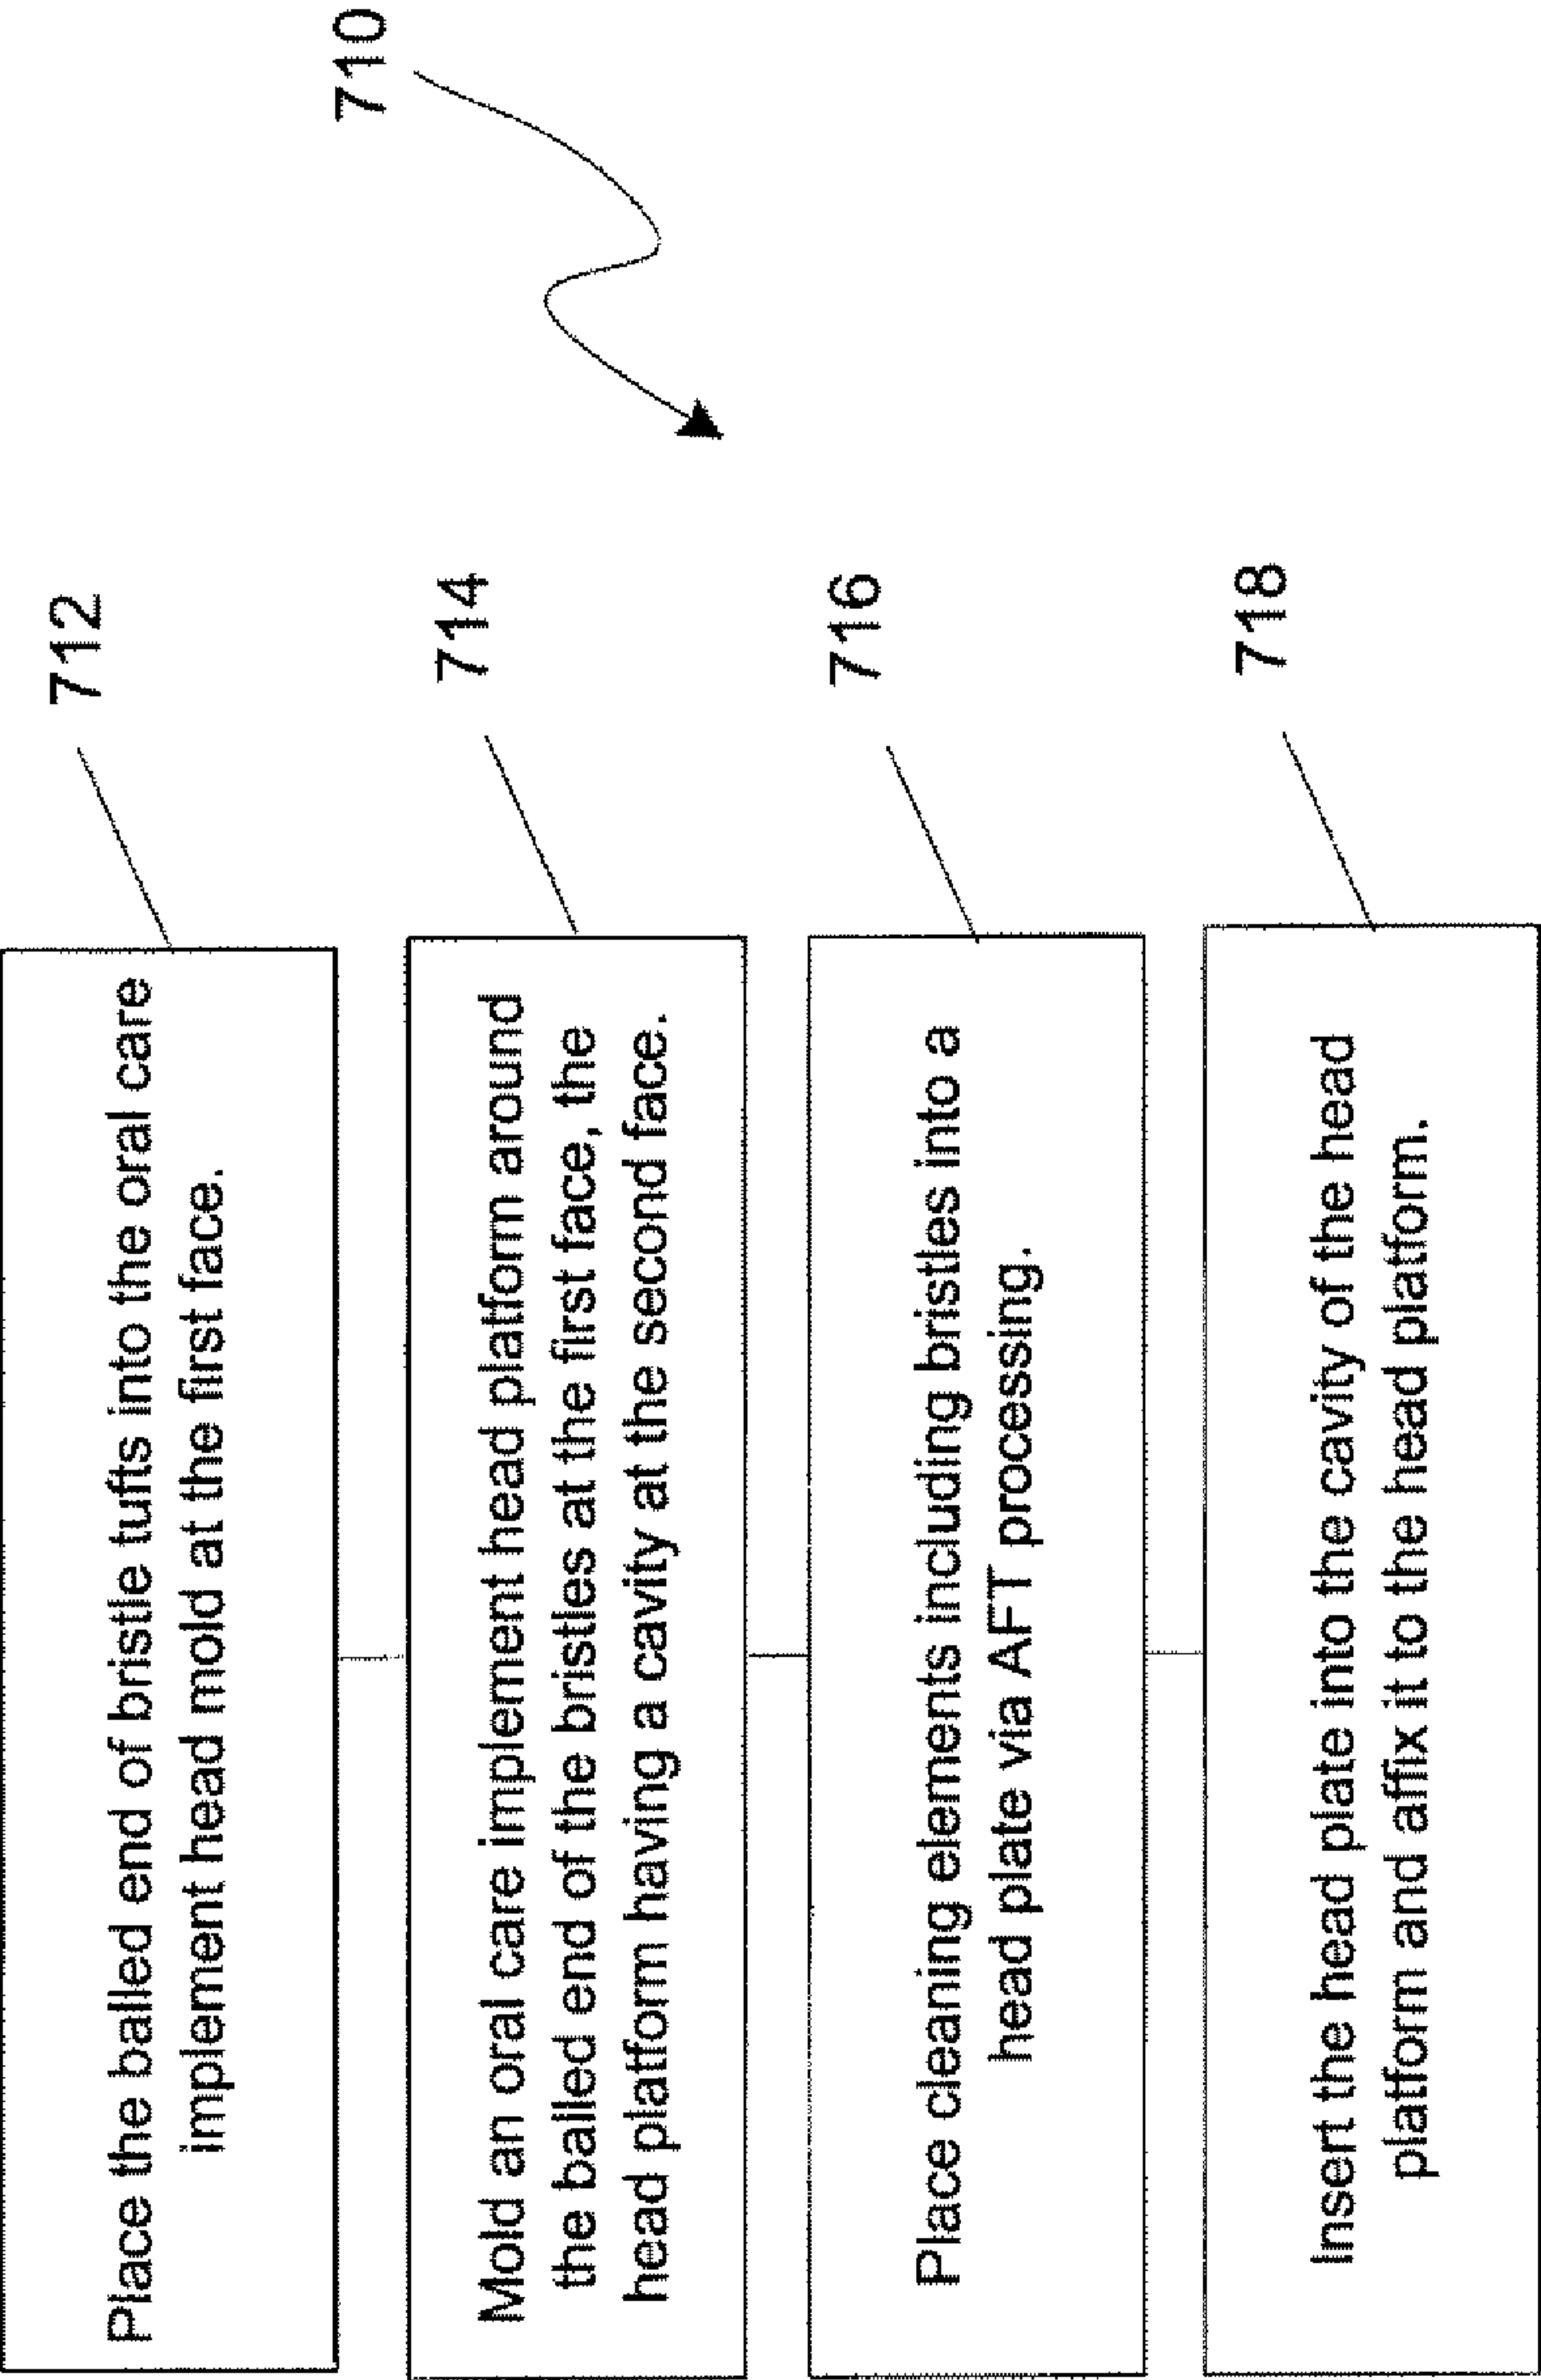 710
712
Place the balled end of bristle tufts into the oral care
implement head mold at the first face.
714
Mold an oral care implement head platform around
the balled end of the bristles at the first face, the
head platform having a cavity at the second face.
716
Place cleaning elements including bristles into a
head plate via AFT processing.
718
Insert the head plate into the cavity of the head
platform and affix it to the head platform.